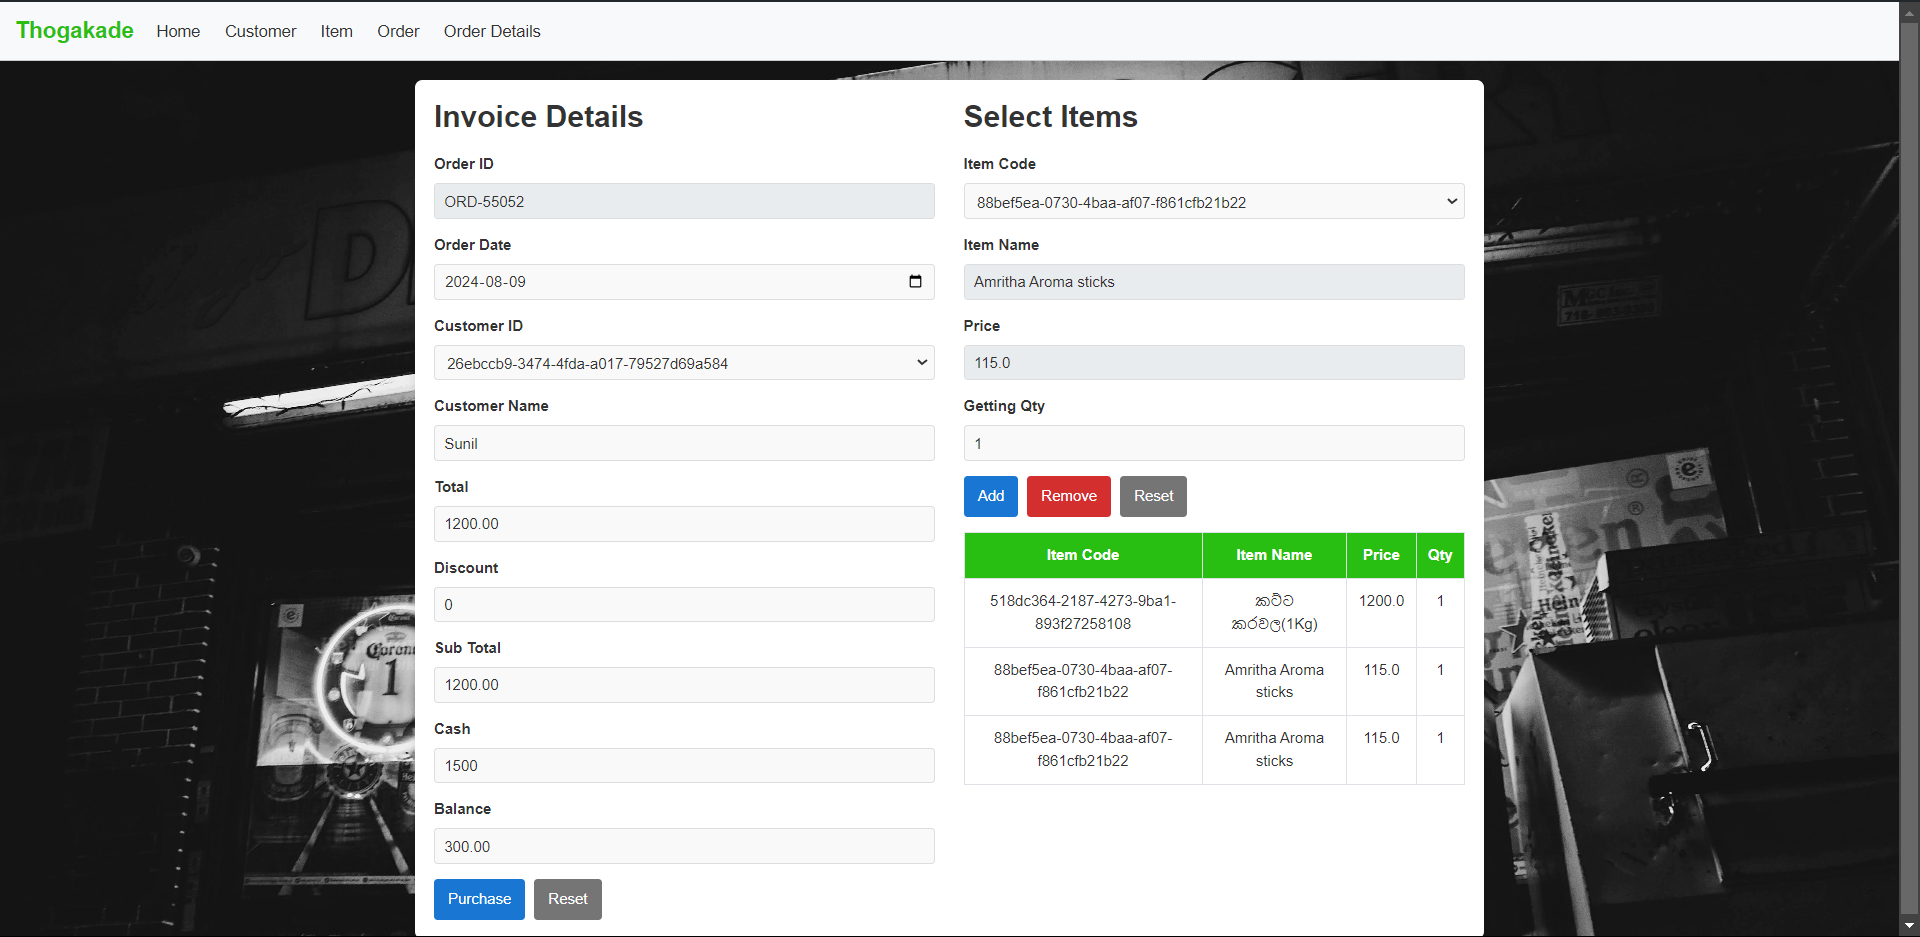 Thogakade Home Customer Item Order Order Details
Invoice Details
Order ID
ORD-55052
Order Date
2024-08-09
Customer ID
26ebccb9-3474-4fda-a017-79527d69a584
Customer Name
Sunil
Total
1200.00
Discount
0
Sub Total
1200.00
Cash
1500
Balance
300.00
Purchase Reset
Select Items
Item Code
88bef5ea-0730-4baa-af07-f861cfb21b22
Item Name
Amritha Aroma sticks
Price
115.0
Getting Qty
1
Add Remove Reset
Item Code Item Name Price Qty
518dc364-2187-4273-9ba1- කට්ට 1200.0 1
893f27258108 කරවල(1Kg)
88bef5ea-0730-4baa-af07- Amritha Aroma 115.0 1
f861cfb21b22 sticks
88bef5ea-0730-4baa-af07- Amritha Aroma 115.0 1
f861cfb21b22 sticks
Corona
1